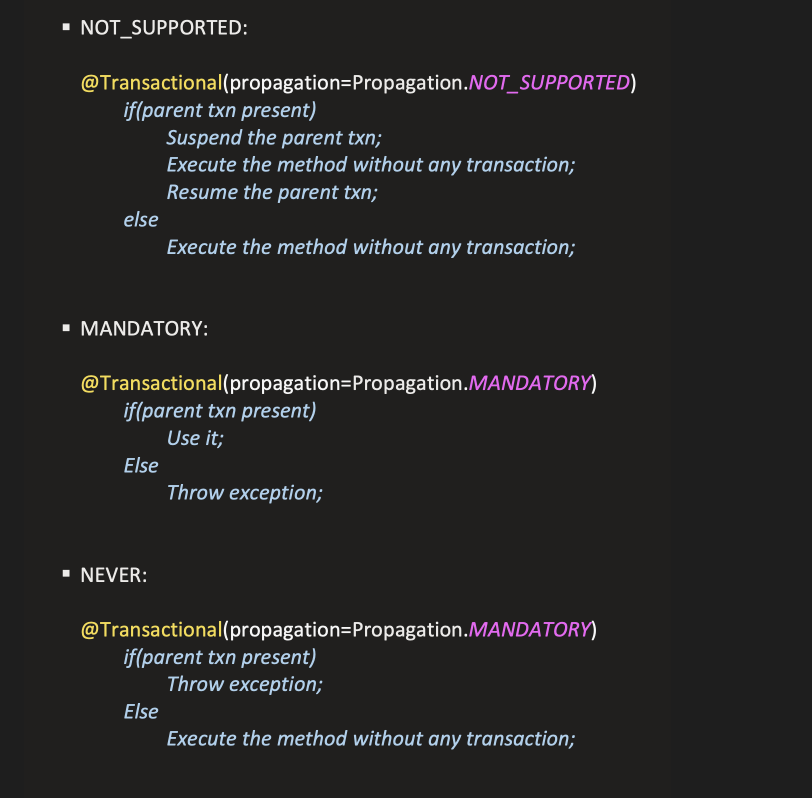 ▪ NOT_SUPPORTED:
@Transactional(propagation=Propagation.NOT_SUPPORTED)
if(parent txn present)
Suspend the parent txn;
Execute the method without any transaction;
Resume the parent txn;
else
Execute the method without any transaction;
▪ MANDATORY:
@Transactional(propagation=Propagation.MANDATORY)
if(parent txn present)
Use it;
Else
Throw exception;
▪ NEVER:
@Transactional(propagation=Propagation.MANDATORY)
if(parent txn present)
Throw exception;
Else
Execute the method without any transaction;